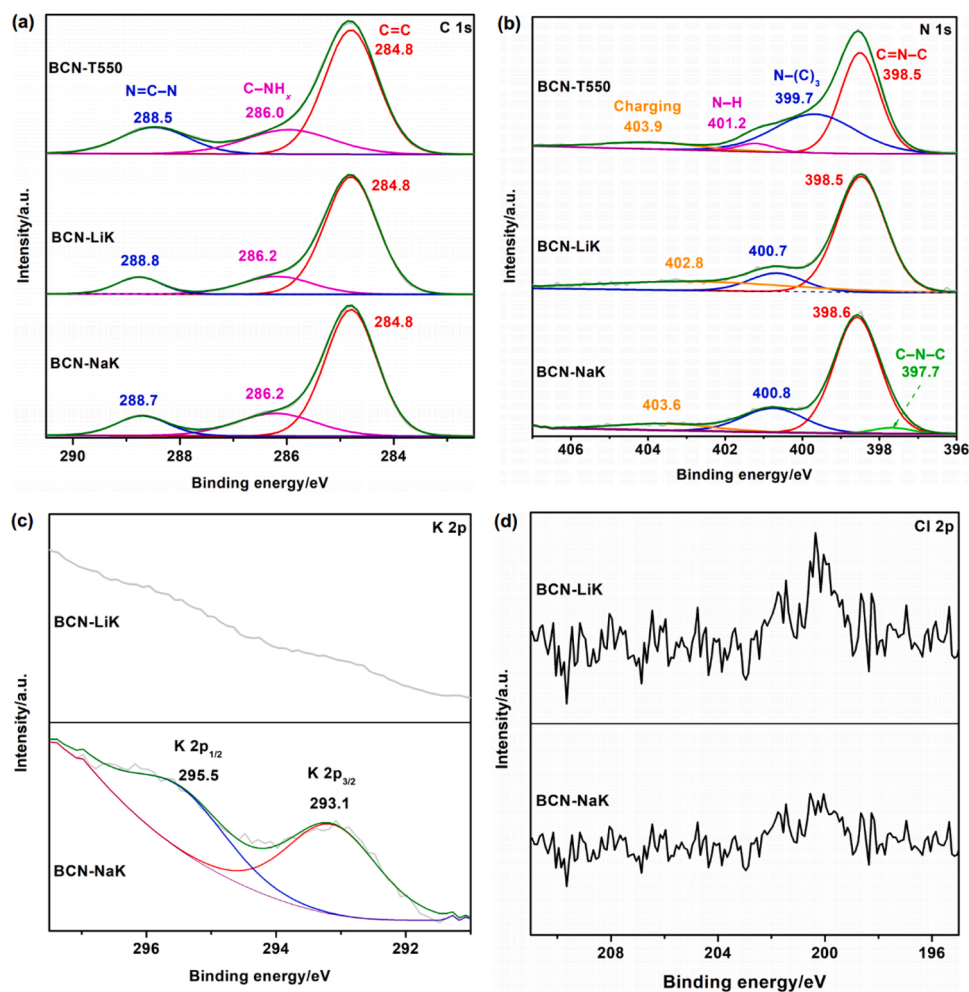 (a)
C 1s
C=C
284.8
BCN-T550
N=C–N
288.5
C–NHₓ
286.0
284.8
BCN-LiK
288.8
286.2
284.8
BCN-NaK
288.7
286.2
Intensity/a.u.
Intensity/a.u.
Intensity/a.u.
290
288
286
284
Binding energy/eV
(b)
N 1s
C=N–C
398.5
BCN-T550
N–(C)₃
399.7
N–H
401.2
Charging
403.9
398.5
BCN-LiK
400.7
402.8
398.6
BCN-NaK
C–N–C
397.7
400.8
403.6
Intensity/a.u.
Intensity/a.u.
Intensity/a.u.
406
404
402
400
398
396
Binding energy/eV
(c)
K 2p
BCN-LiK
K 2p₁/₂
295.5
K 2p₃/₂
293.1
BCN-NaK
Intensity/a.u.
296
294
292
Binding energy/eV
(d)
Cl 2p
BCN-LiK
BCN-NaK
Intensity/a.u.
208
204
200
195
Binding energy/eV